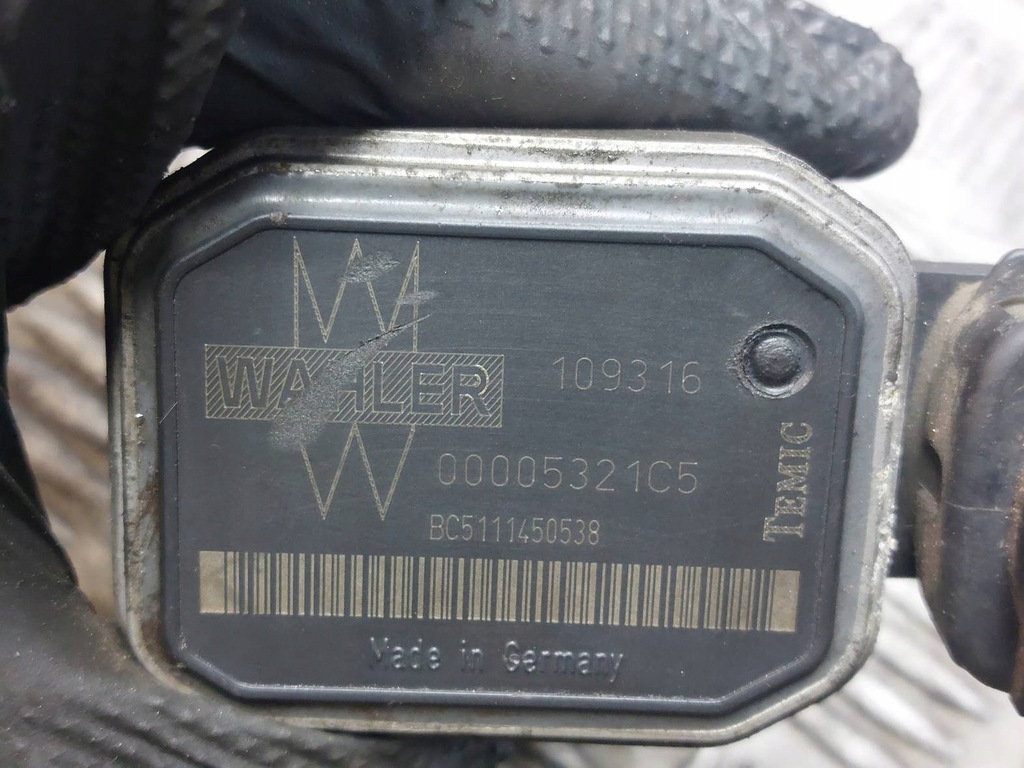 WAHLER
109316
00005321C5
BC5111450538
TEMIC
Made in Germany